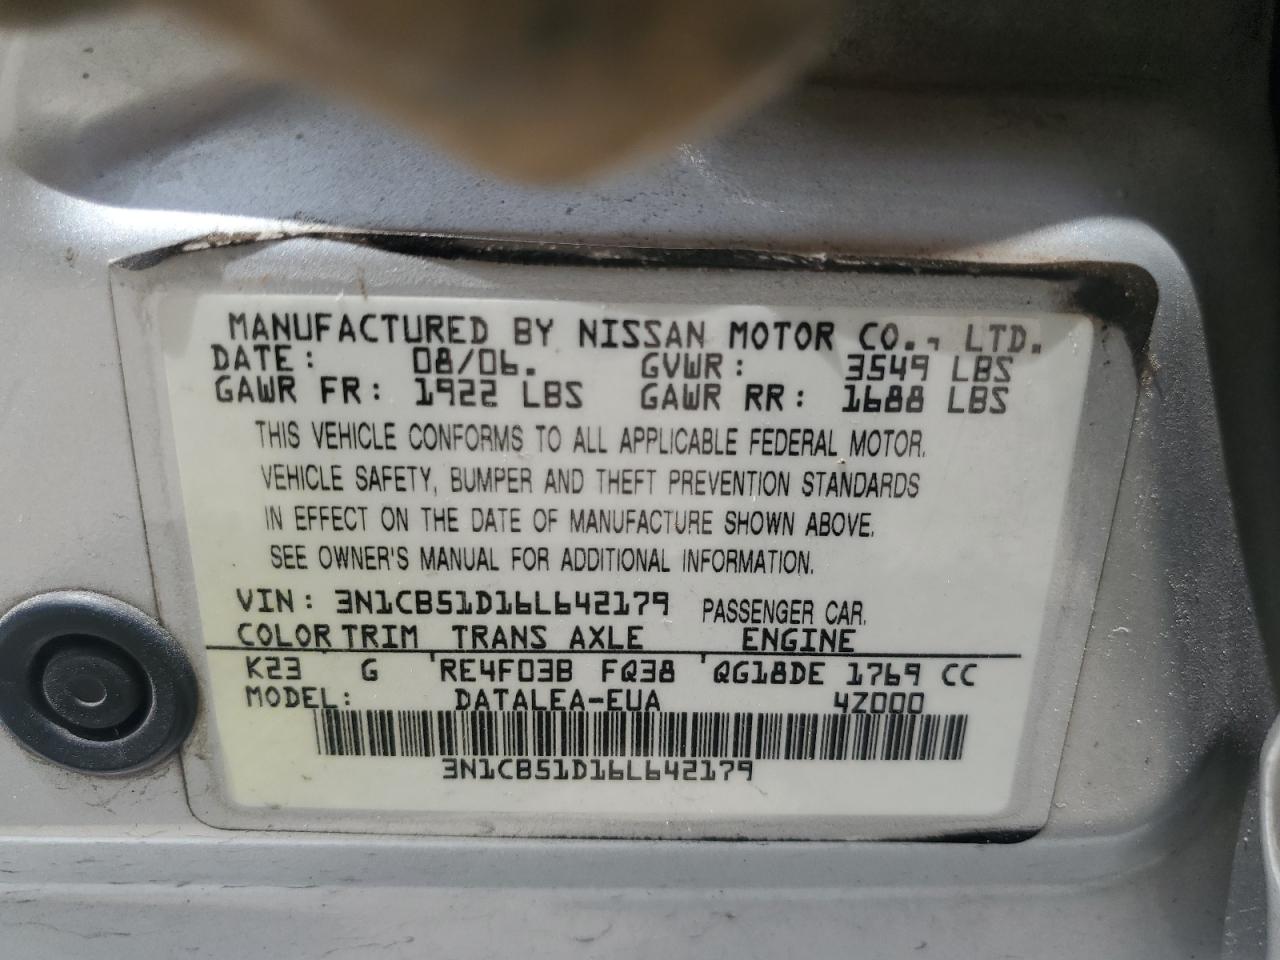 MANUFACTURED BY NISSAN MOTOR CO., LTD.
DATE: 08/06. GVWR: 3549 LBS
GAWR FR: 1922 LBS GAWR RR: 1688 LBS
THIS VEHICLE CONFORMS TO ALL APPLICABLE FEDERAL MOTOR.
VEHICLE SAFETY, BUMPER AND THEFT PREVENTION STANDARDS
IN EFFECT ON THE DATE OF MANUFACTURE SHOWN ABOVE.
SEE OWNER'S MANUAL FOR ADDITIONAL INFORMATION.
VIN: 3N1CB51D16L642179 PASSENGER CAR.
COLOR TRIM TRANS AXLE ENGINE
K23 G RE4F03B FQ38 QG18DE 1769 CC
MODEL: DATALEA-EUA 4Z000
3N1CB51D16L642179